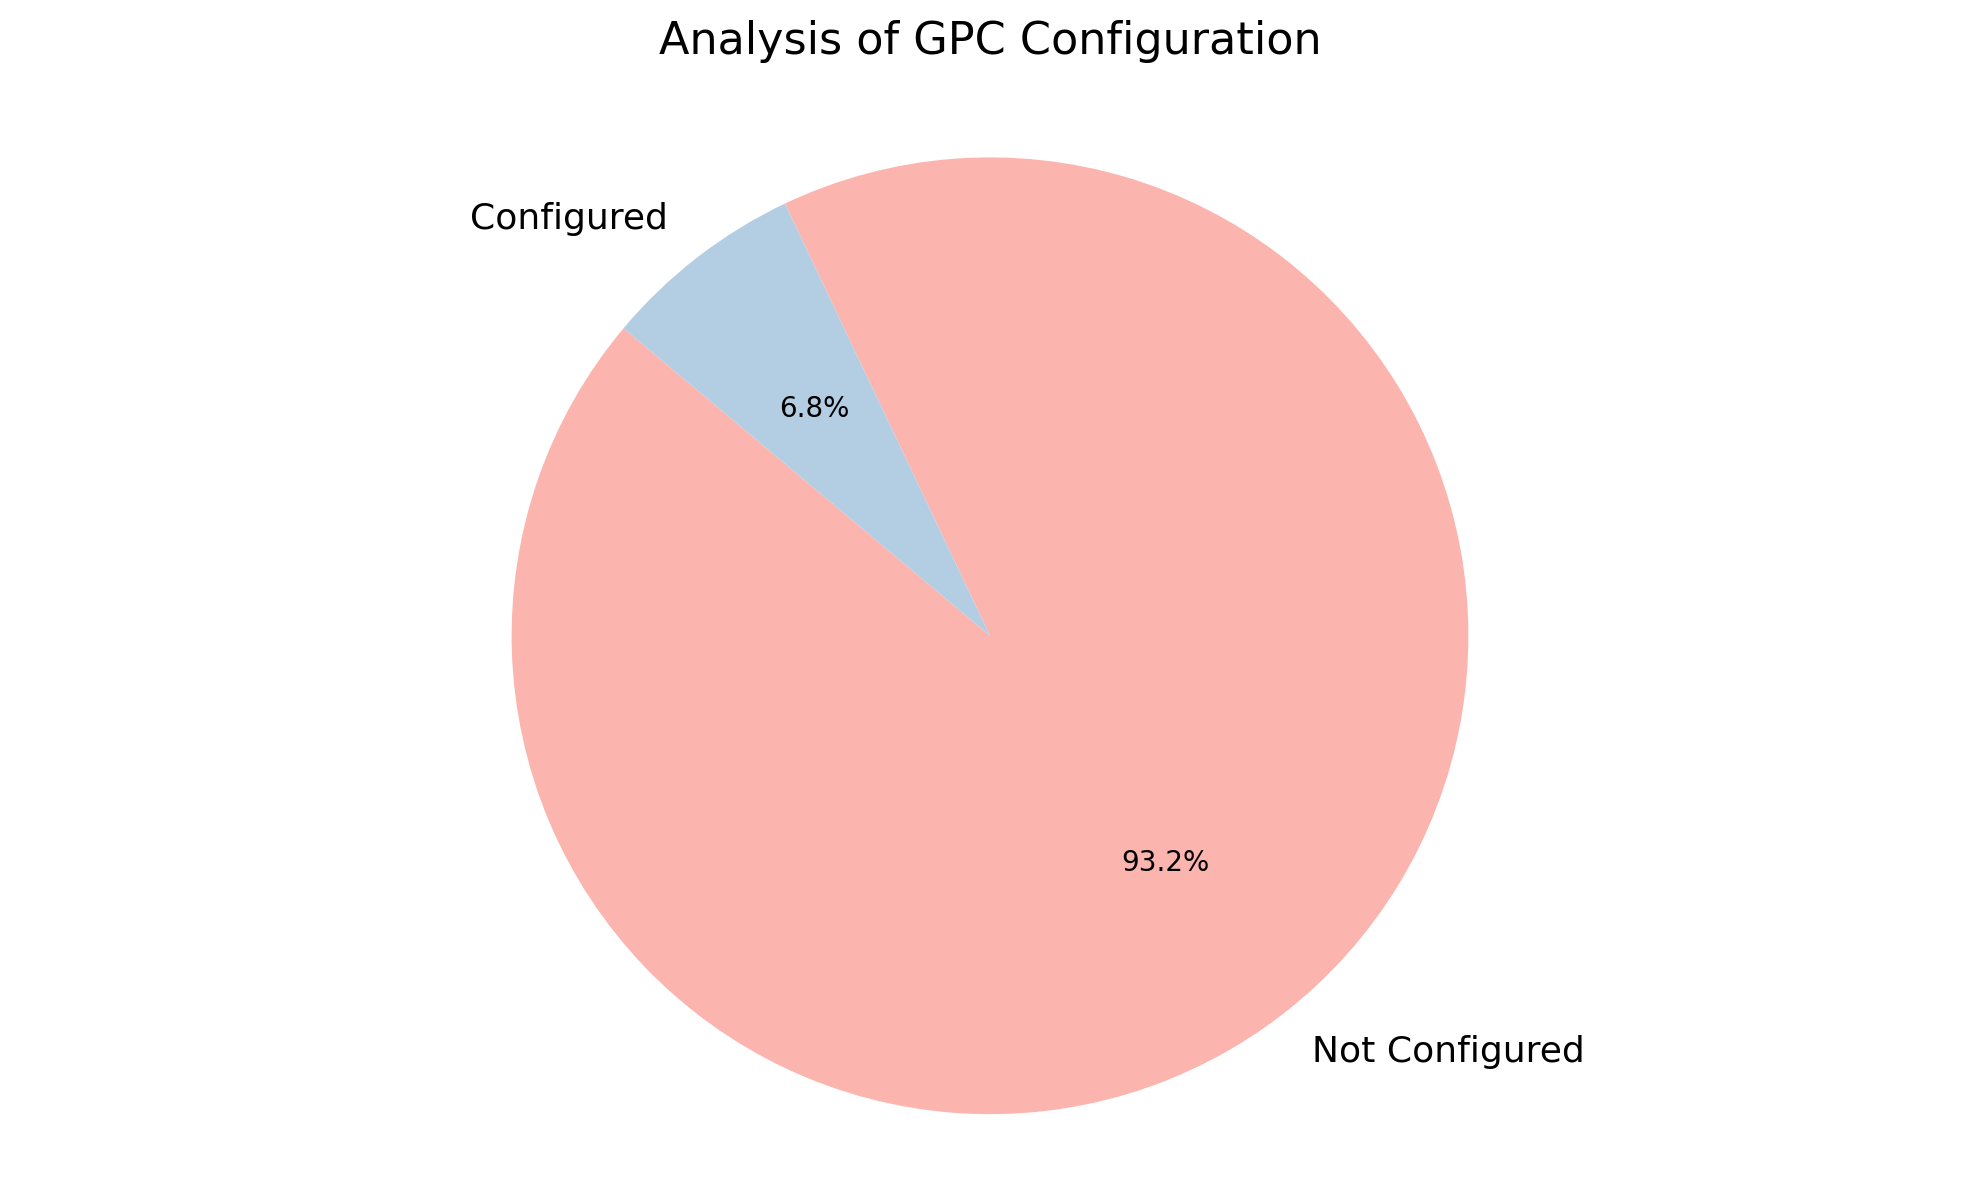 Analysis of GPC Configuration
Configured
6.8%
93.2%
Not Configured